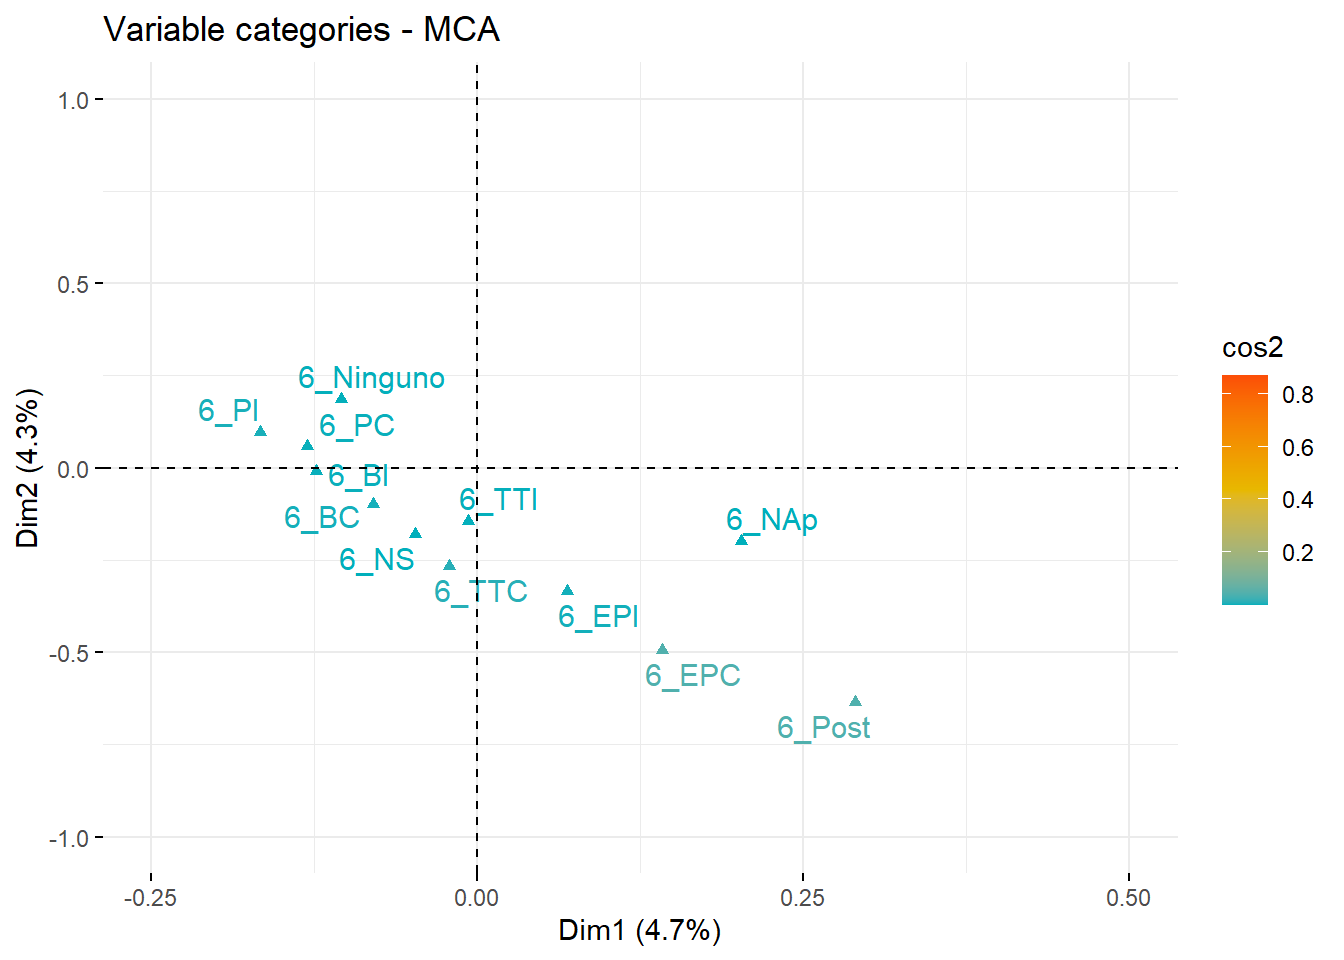 Variable categories - MCA
1.0
0.5
0.0
-0.5
-1.0
Dim2 (4.3%)
6_Ninguno
6_PI
6_PC
6_BI
6_BC
6_TTI
6_NS
6_NAp
6_TTC
6_EPI
6_EPC
6_Post
-0.25
0.00
0.25
0.50
Dim1 (4.7%)
cos2
0.8
0.6
0.4
0.2